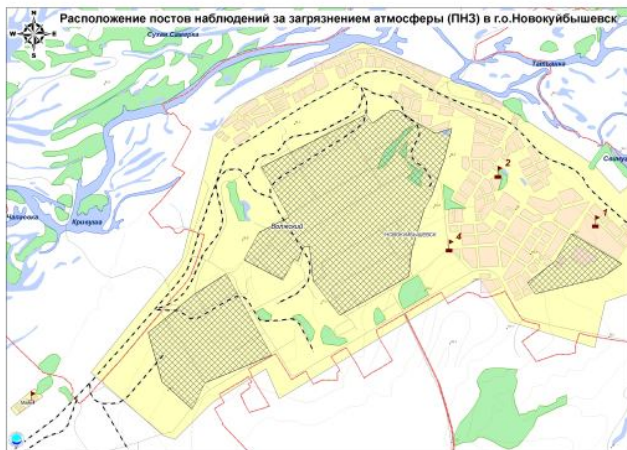 Расположение постов наблюдений за загрязнением атмосферы (ПНЗ) в г.о.Новокуйбышевск
N
W E
S
Сухая Самарка
Татьянка
2
Чапаевка
Кривуша
1
Волжский
Новокуйбышевск
4